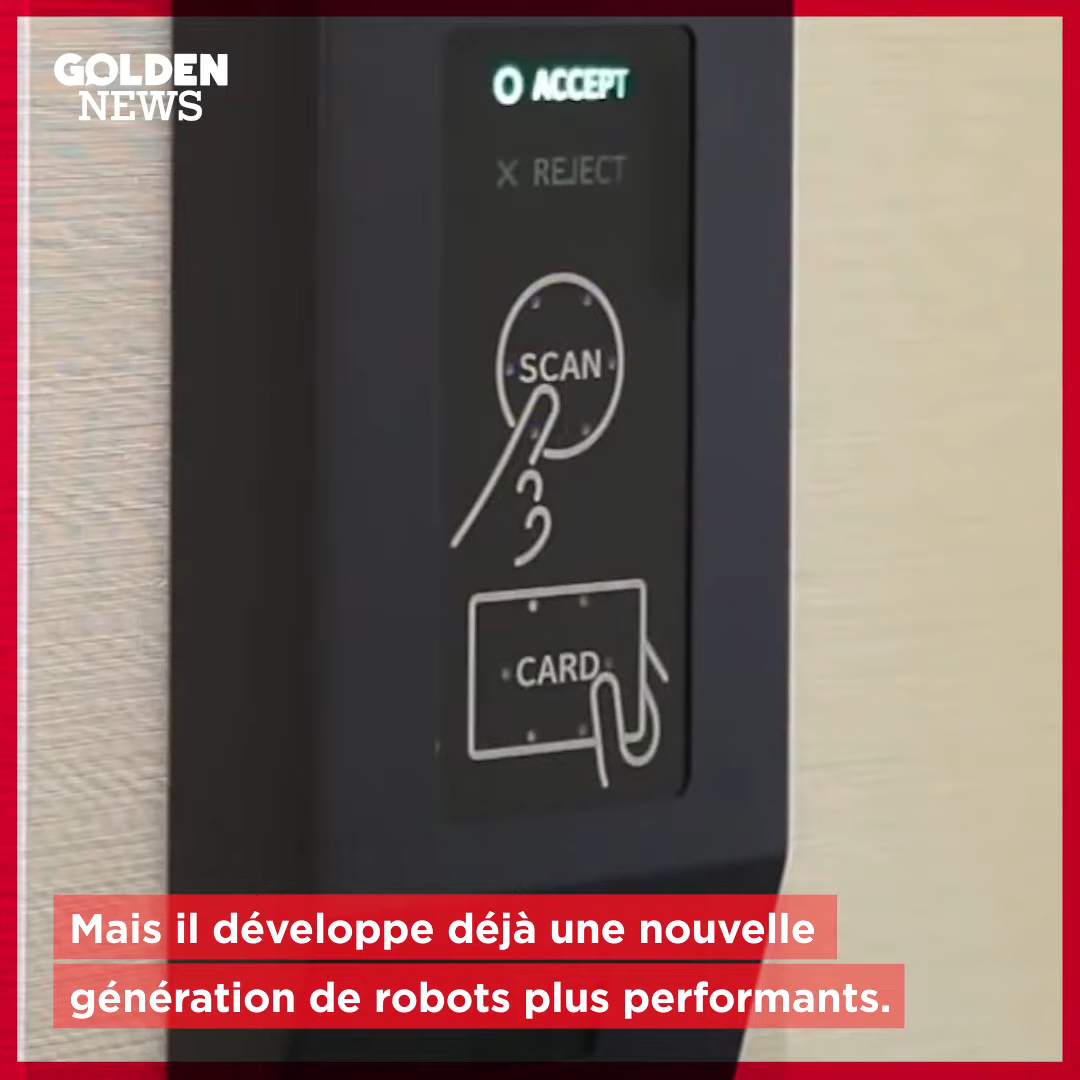 GOLDEN
NEWS
O ACCEPT
X REJECT
SCAN
CARD
Mais il développe déjà une nouvelle
génération de robots plus performants.